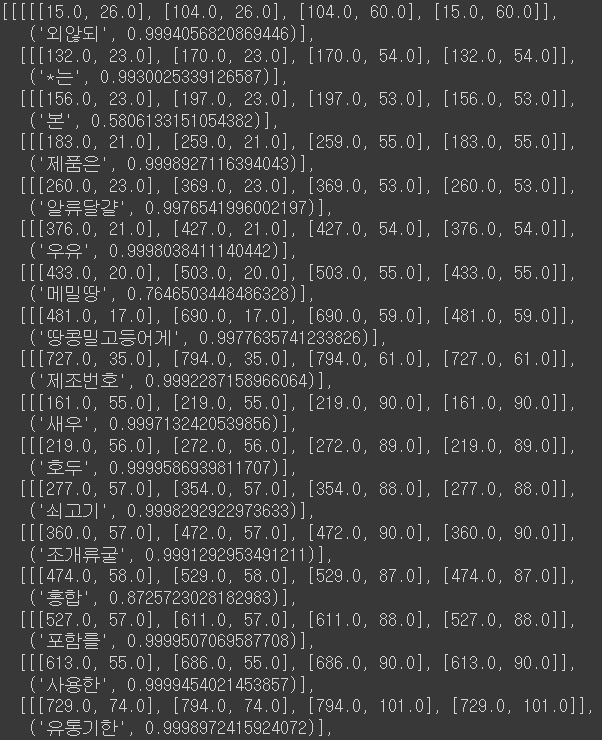 [[[[[15.0, 26.0], [104.0, 26.0], [104.0, 60.0], [15.0, 60.0]],
('외않되', 0.9994056820869446)],
[[[132.0, 23.0], [170.0, 23.0], [170.0, 54.0], [132.0, 54.0]],
('*는', 0.9930025339126587)],
[[[156.0, 23.0], [197.0, 23.0], [197.0, 53.0], [156.0, 53.0]],
('본', 0.5806133151054382)],
[[[183.0, 21.0], [259.0, 21.0], [259.0, 55.0], [183.0, 55.0]],
('제품은', 0.9998927116394043)],
[[[260.0, 23.0], [369.0, 23.0], [369.0, 53.0], [260.0, 53.0]],
('알류달걀', 0.9976541996002197)],
[[[376.0, 21.0], [427.0, 21.0], [427.0, 54.0], [376.0, 54.0]],
('우유', 0.9998038411140442)],
[[[433.0, 20.0], [503.0, 20.0], [503.0, 55.0], [433.0, 55.0]],
('메밀땅', 0.7646503448486328)],
[[[481.0, 17.0], [690.0, 17.0], [690.0, 59.0], [481.0, 59.0]],
('땅콩밀고등어게', 0.9977635741233826)],
[[[727.0, 35.0], [794.0, 35.0], [794.0, 61.0], [727.0, 61.0]],
('제조번호', 0.9992287158966064)],
[[[161.0, 55.0], [219.0, 55.0], [219.0, 90.0], [161.0, 90.0]],
('새우', 0.9997132420539856)],
[[[219.0, 56.0], [272.0, 56.0], [272.0, 89.0], [219.0, 89.0]],
('호두', 0.9999586939811707)],
[[[277.0, 57.0], [354.0, 57.0], [354.0, 88.0], [277.0, 88.0]],
('쇠고기', 0.9998292922973633)],
[[[360.0, 57.0], [472.0, 57.0], [472.0, 90.0], [360.0, 90.0]],
('조개류굴', 0.9991292953491211)],
[[[474.0, 58.0], [529.0, 58.0], [529.0, 87.0], [474.0, 87.0]],
('홍합', 0.8725723028182983)],
[[[527.0, 57.0], [611.0, 57.0], [611.0, 88.0], [527.0, 88.0]],
('포함를', 0.9999507069587708)],
[[[613.0, 55.0], [686.0, 55.0], [686.0, 90.0], [613.0, 90.0]],
('사용한', 0.9999454021453857)],
[[[729.0, 74.0], [794.0, 74.0], [794.0, 101.0], [729.0, 101.0]],
('유통기한', 0.9998972415924072)],